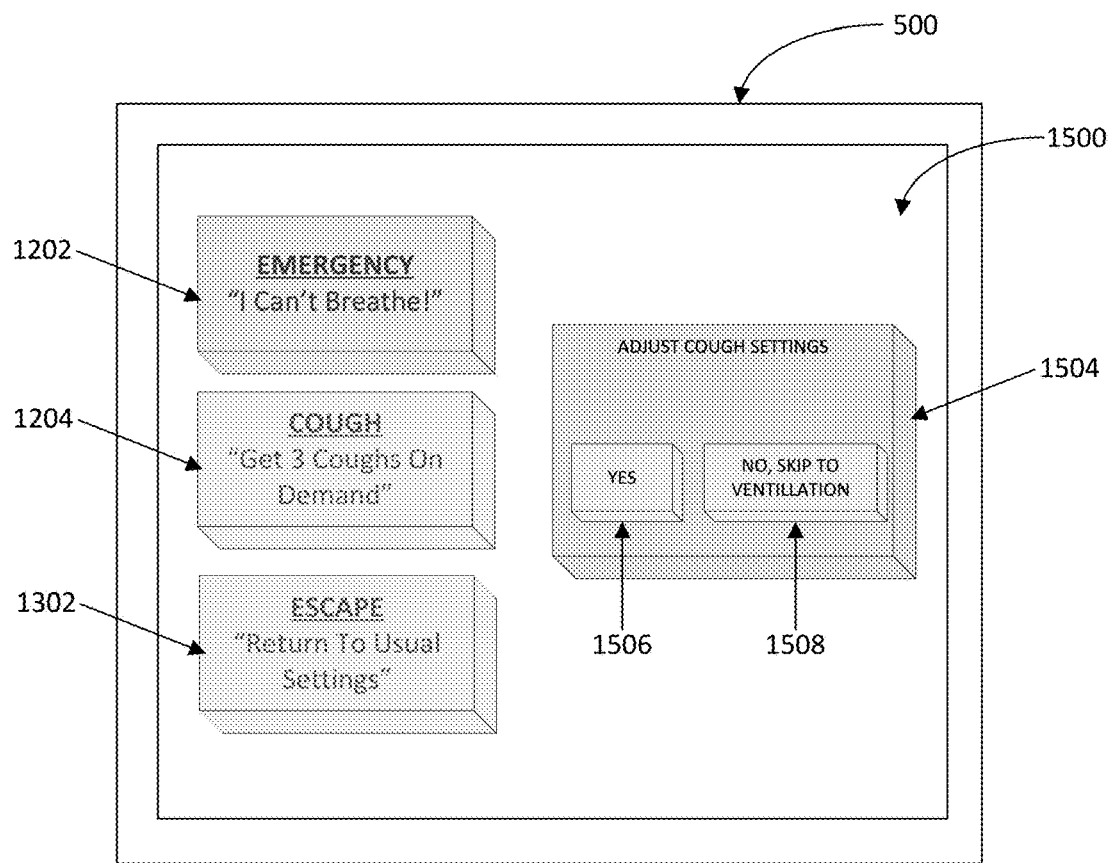 500
1500
1202
EMERGENCY
“I Can’t Breathe!”
ADJUST COUGH SETTINGS
1504
1204
COUGH
“Get 3 Coughs On
Demand”
YES
NO, SKIP TO
VENTILLATION
1302
ESCAPE
“Return To Usual
Settings”
1506
1508